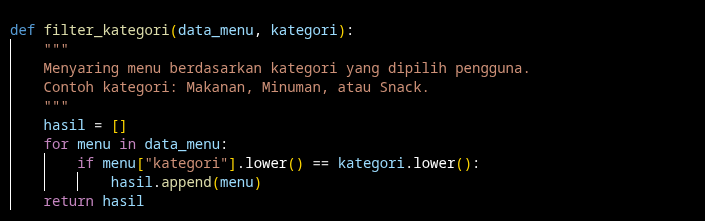 def filter_kategori(data_menu, kategori):
    """
    Menyaring menu berdasarkan kategori yang dipilih pengguna.
    Contoh kategori: Makanan, Minuman, atau Snack.
    """
    hasil = []
    for menu in data_menu:
        if menu["kategori"].lower() == kategori.lower():
            hasil.append(menu)
    return hasil